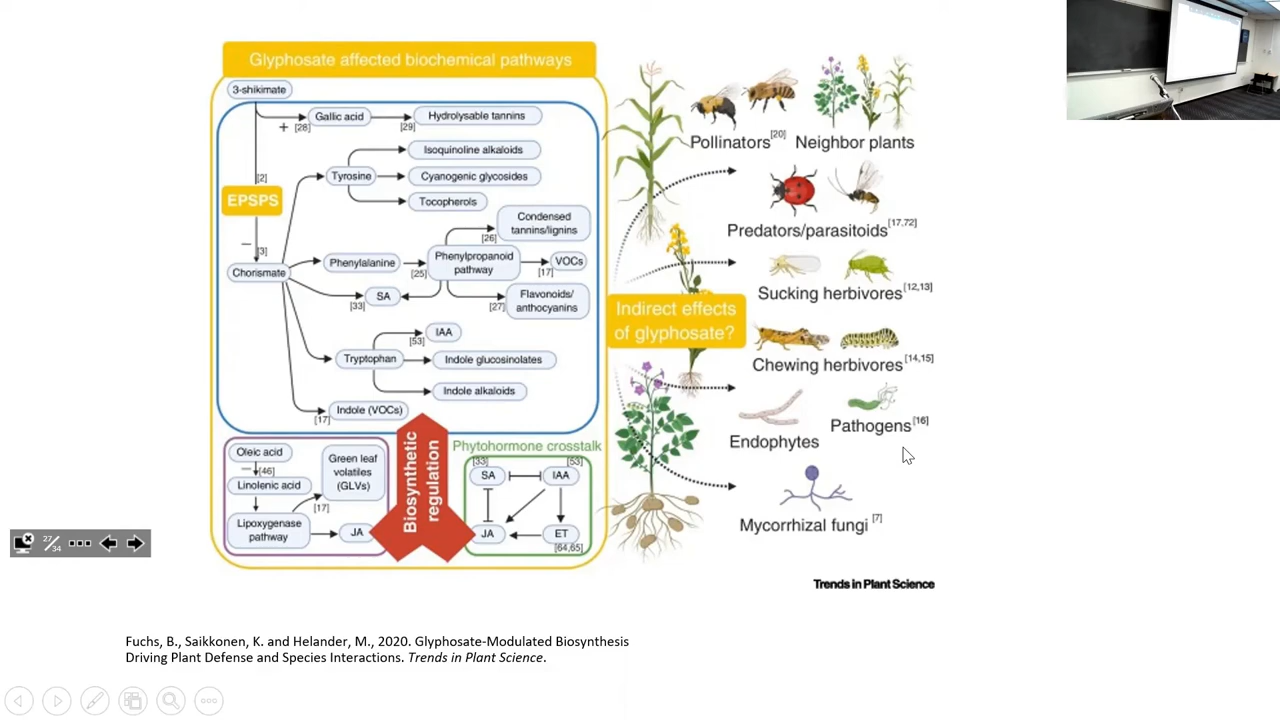 Glyphosate affected biochemical pathways
3-shikimate
+
[28]
Gallic acid
[29]
Hydrolysable tannins
[2]
EPSPS
–
[3]
Chorismate
Tyrosine
Isoquinoline alkaloids
Cyanogenic glycosides
Tocopherols
Phenylalanine
[25]
Phenylpropanoid
pathway
[26]
Condensed
tannins/lignins
[17]
VOCs
[27]
Flavonoids/
anthocyanins
[33]
SA
Tryptophan
[53]
IAA
Indole glucosinolates
Indole alkaloids
[17]
Indole (VOCs)
Oleic acid
–
[46]
Linolenic acid
Lipoxygenase
pathway
[17]
Green leaf
volatiles
(GLVs)
JA
Biosynthetic
regulation
Phytohormone crosstalk
[33]
SA
[53]
IAA
JA
ET
[64,65]
Indirect effects
of glyphosate?
Pollinators[20]
Neighbor plants
Predators/parasitoids[17,72]
Sucking herbivores[12,13]
Chewing herbivores[14,15]
Endophytes
Pathogens[16]
Mycorrhizal fungi [7]
Trends in Plant Science
27/34
Fuchs, B., Saikkonen, K. and Helander, M., 2020. Glyphosate-Modulated Biosynthesis
Driving Plant Defense and Species Interactions. Trends in Plant Science.